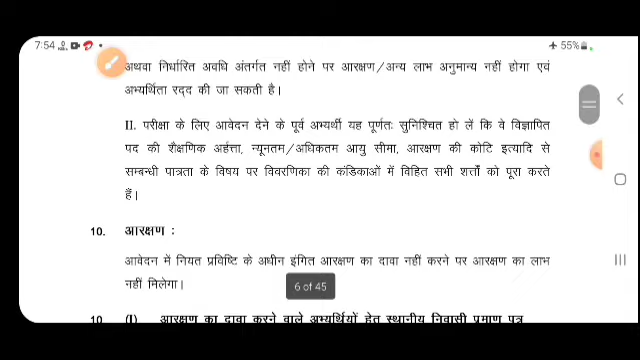 7:54
55%
अथवा निर्धारित अवधि अंतर्गत नहीं होने पर आरक्षण/अन्य लाभ अनुमान्य नहीं होगा एवं
अभ्यर्थिता रद्द की जा सकती है।
II. परीक्षा के लिए आवेदन देने के पूर्व अभ्यर्थी यह पूर्णतः सुनिश्चित हो लें कि वे विज्ञापित
पद की शैक्षणिक अर्हत्ता, न्यूनतम/अधिकतम आयु सीमा, आरक्षण की कोटि इत्यादि से
सम्बन्धी पात्रता के विषय पर विवरणिका की कंडिकाओं में विहित सभी शर्त्तों को पूरा करते
हैं।
10. आरक्षण :
आवेदन में नियत प्रविष्टि के अधीन इंगित आरक्षण का दावा नहीं करने पर आरक्षण का लाभ
नहीं मिलेगा।
6 of 45
10 (I) आरक्षण का दावा करने वाले अभ्यर्थियों हेतु स्थानीय निवासी प्रमाण पत्र